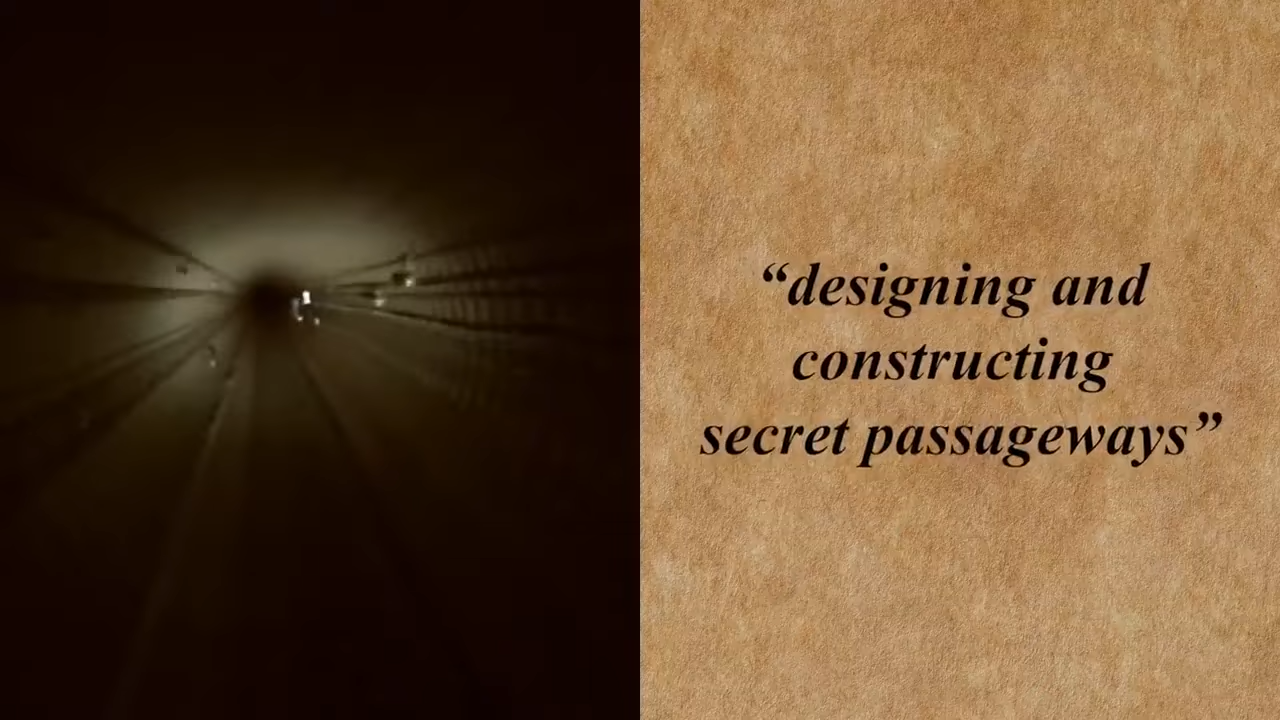 “designing and
constructing
secret passageways”